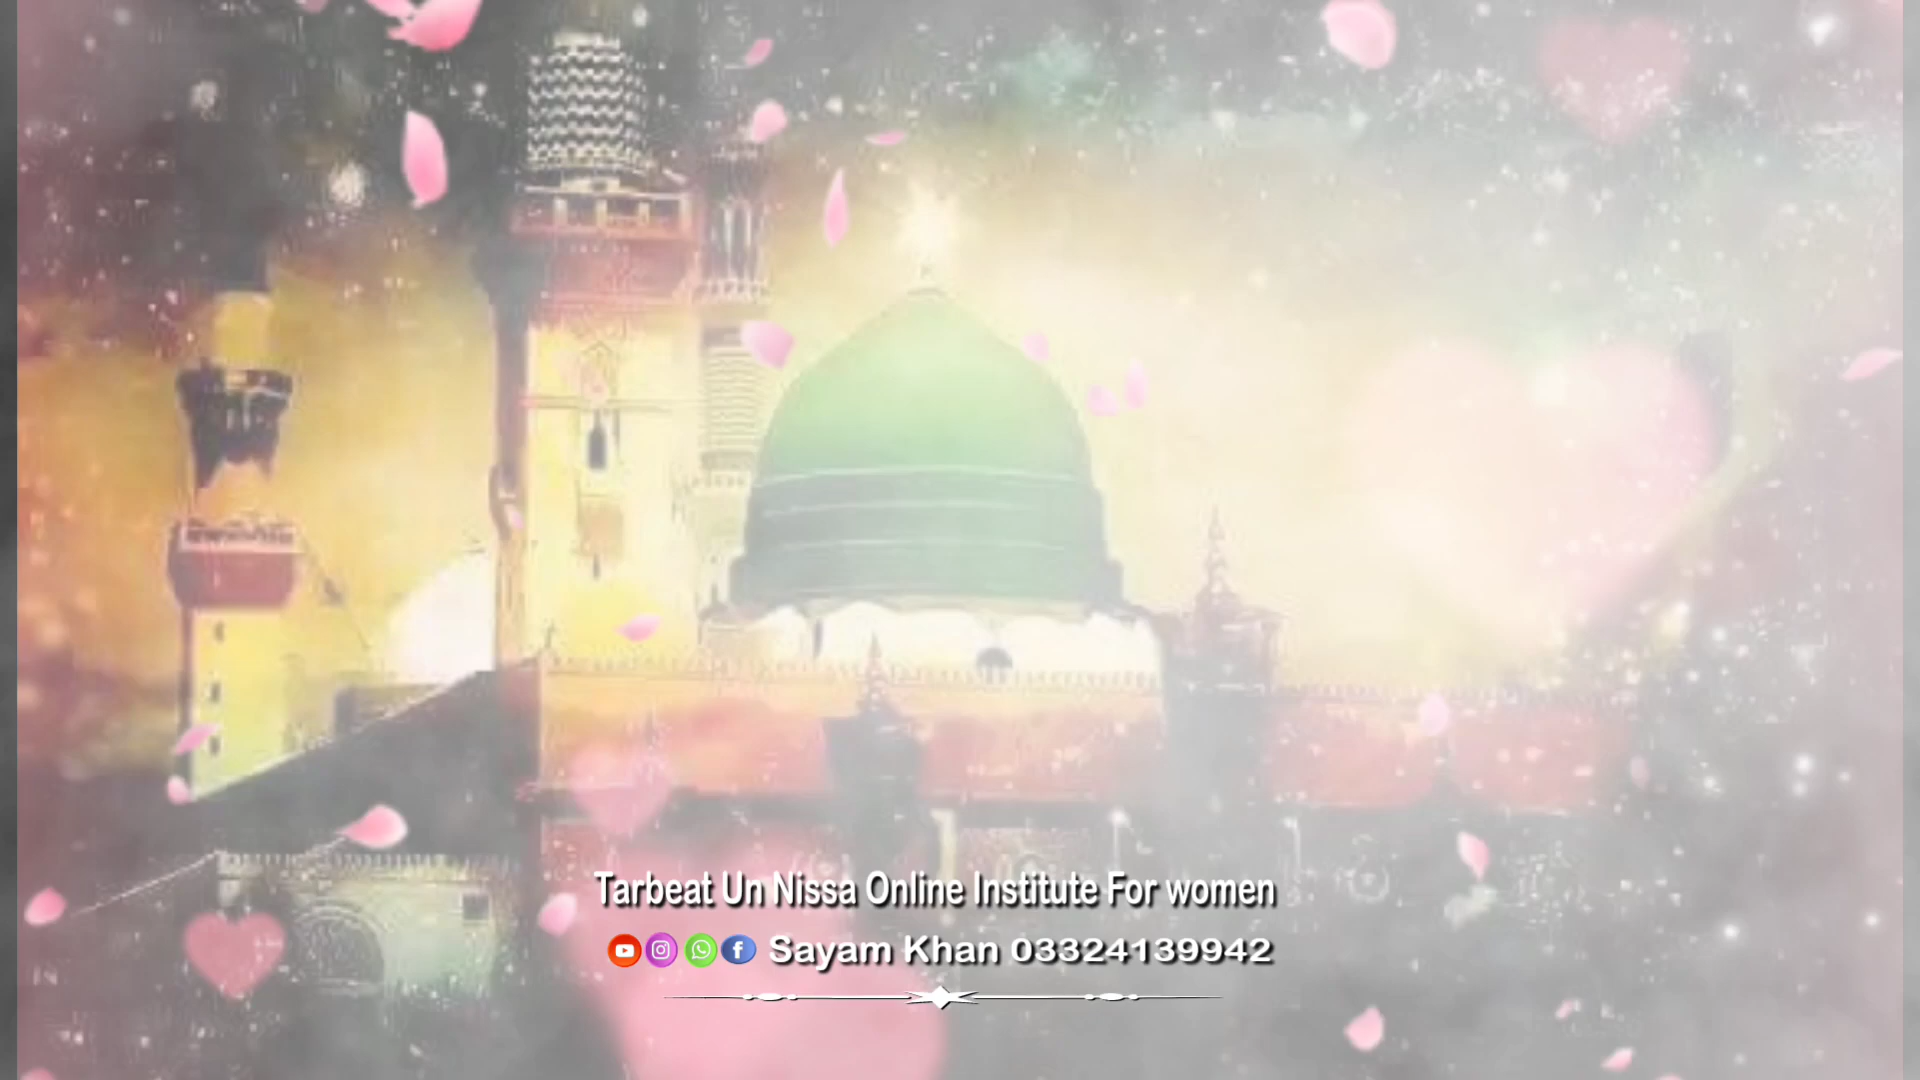 Tarbeat Un Nissa Online Institute For women
Sayam Khan 03324139942